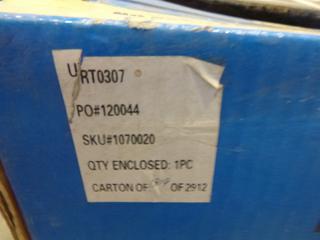 URT0307
PO#120044
SKU#1070020
QTY ENCLOSED: 1PC
CARTON OF OF 2912